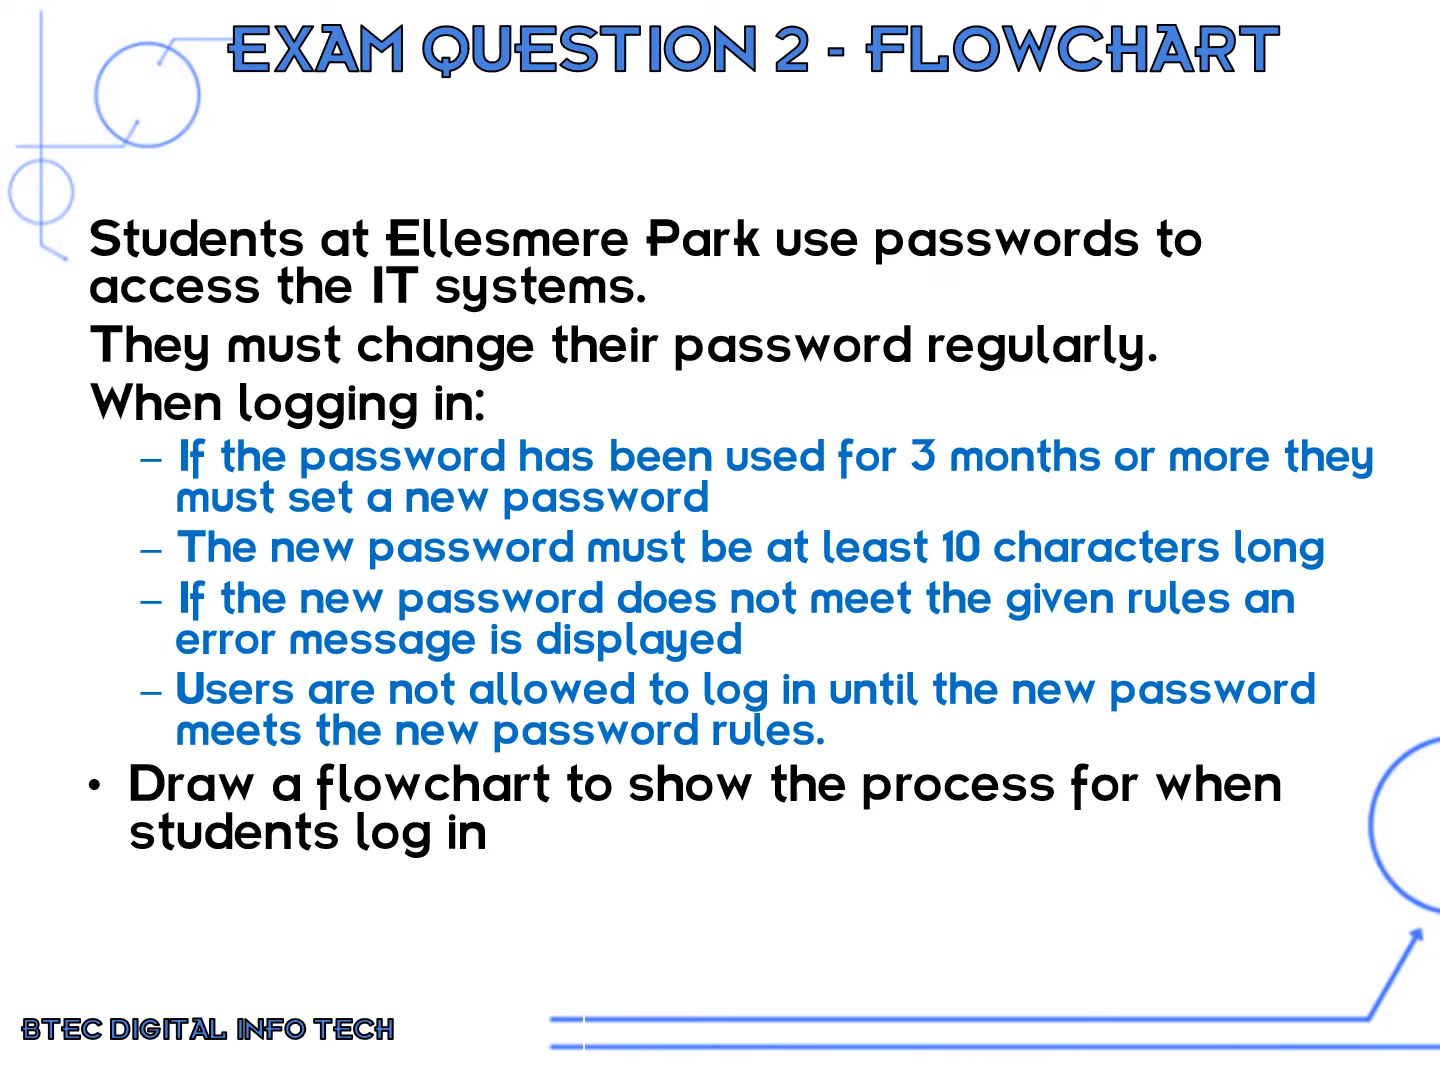 EXAM QUESTION 2 - FLOWCHART
Students at Ellesmere Park use passwords to
access the IT systems.
They must change their password regularly.
When logging in:
– If the password has been used for 3 months or more they
must set a new password
– The new password must be at least 10 characters long
– If the new password does not meet the given rules an
error message is displayed
– Users are not allowed to log in until the new password
meets the new password rules.
• Draw a flowchart to show the process for when
students log in
BTEC DIGITAL INFO TECH